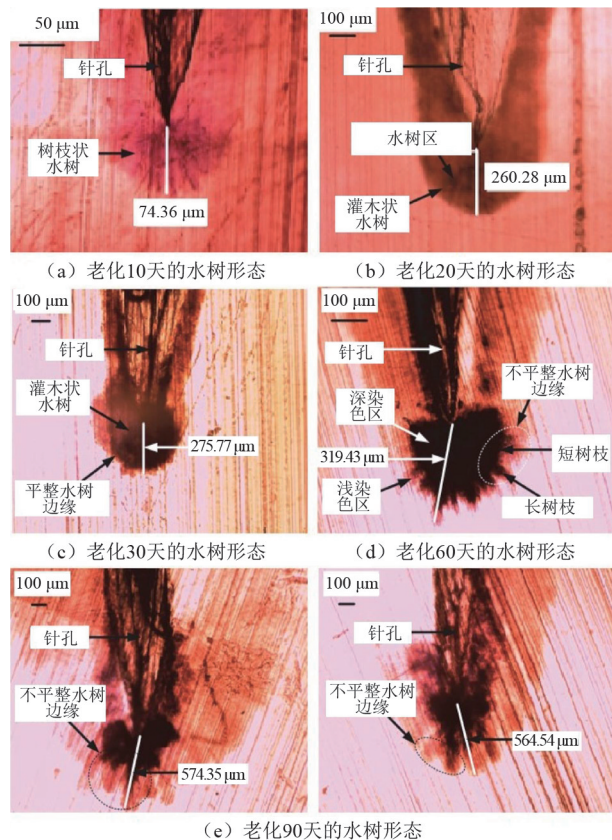 50 μm
针孔
树枝状
水树
74.36 μm
(a) 老化10天的水树形态
100 μm
针孔
水树区
260.28 μm
灌木状
水树
(b) 老化20天的水树形态
100 μm
针孔
灌木状
水树
275.77 μm
平整水树
边缘
(c) 老化30天的水树形态
100 μm
针孔
不平整水树
边缘
深染
色区
319.43 μm
短树枝
浅染
色区
长树枝
(d) 老化60天的水树形态
100 μm
针孔
不平整水树
边缘
574.35 μm
100 μm
针孔
不平整水树
边缘
564.54 μm
(e) 老化90天的水树形态